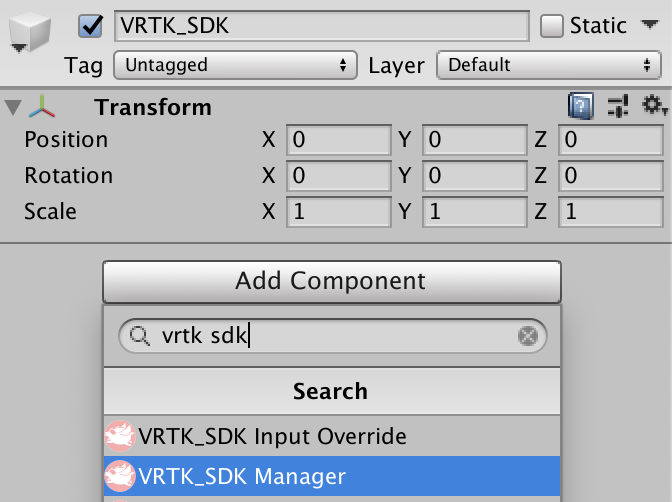 VRTK_SDK Static
Tag Untagged Layer Default
Transform
Position X 0 Y 0 Z 0
Rotation X 0 Y 0 Z 0
Scale X 1 Y 1 Z 1
Add Component
vrtk sdk
Search
VRTK_SDK Input Override
VRTK_SDK Manager